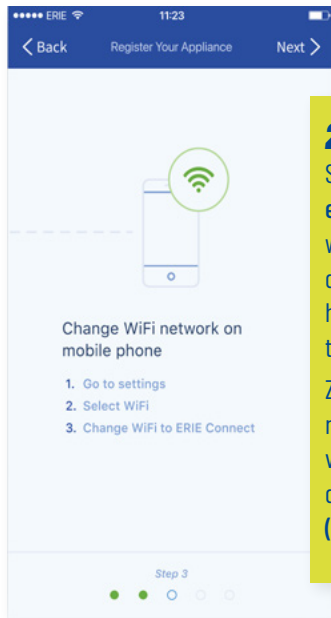 ERIE 11:23
Back Register Your Appliance Next
Change WiFi network on
mobile phone
1. Go to settings
2. Select WiFi
3. Change WiFi to ERIE Connect
Step 3